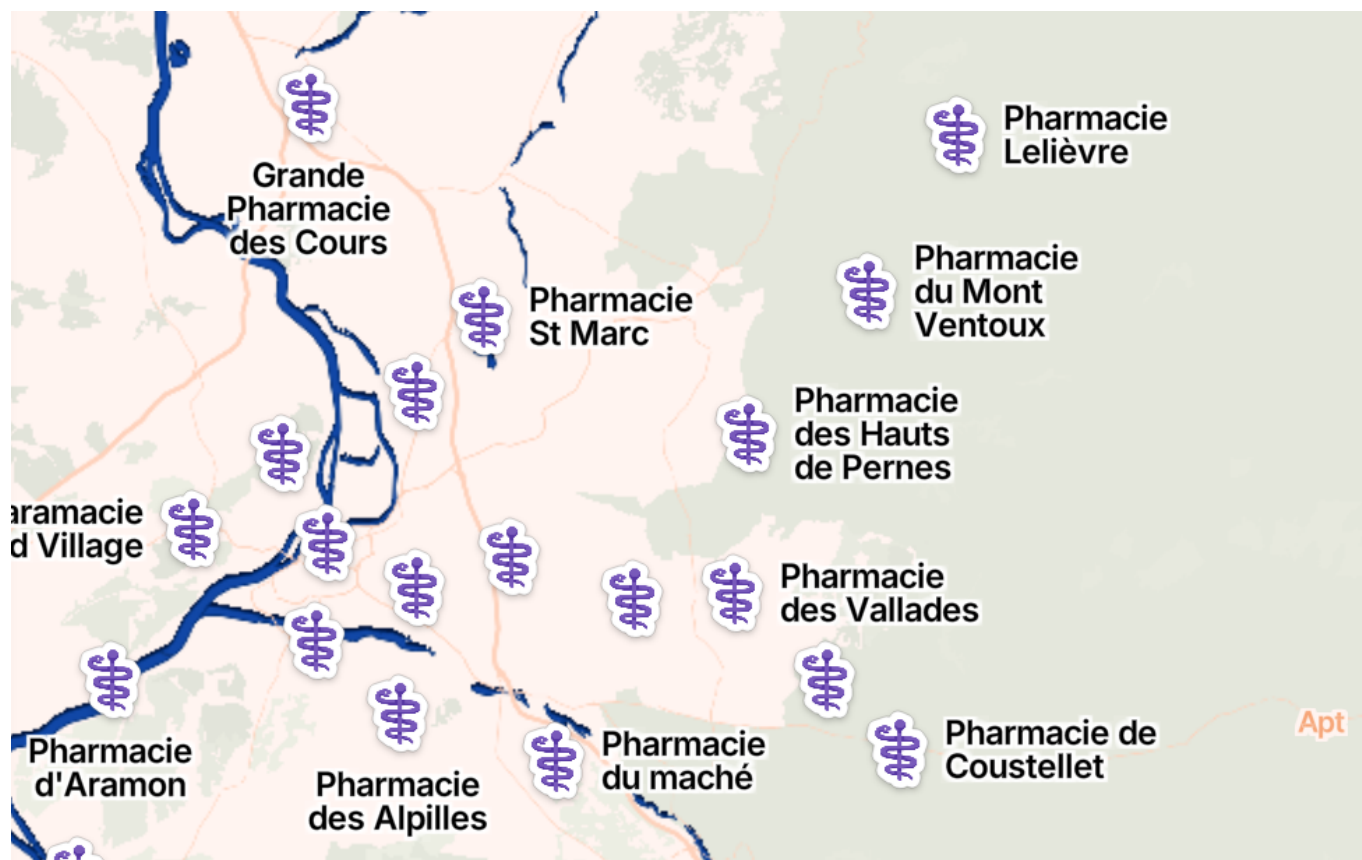 Pharmacie
Lelièvre
Grande
Pharmacie
des Cours
Pharmacie
du Mont
Ventoux
Pharmacie
St Marc
Pharmacie
des Hauts
de Pernes
aramacie
d Village
Pharmacie
des Vallades
Apt
Pharmacie de
Coustellet
Pharmacie
du maché
Pharmacie
d'Aramon
Pharmacie
des Alpilles